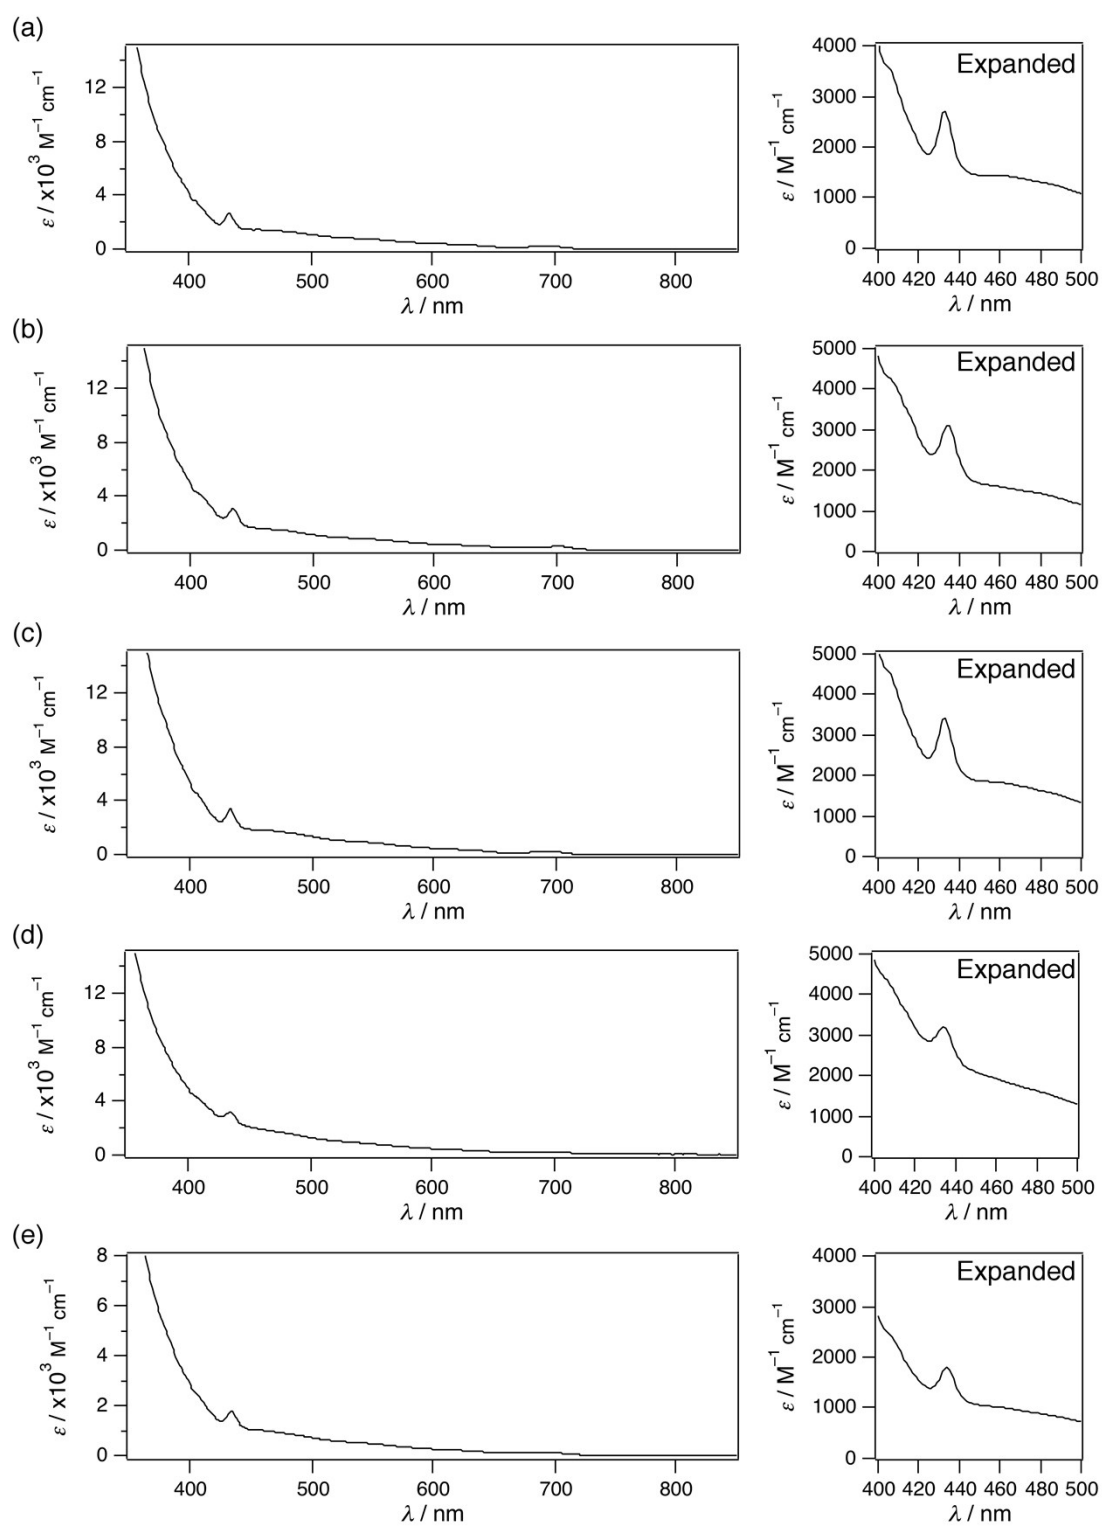 (a)
ε / x10³ M⁻¹ cm⁻¹
12
8
4
0
400 500 600 700 800
λ / nm
Expanded
ε / M⁻¹ cm⁻¹
4000
3000
2000
1000
0
400 420 440 460 480 500
λ / nm
(b)
ε / x10³ M⁻¹ cm⁻¹
12
8
4
0
400 500 600 700 800
λ / nm
Expanded
ε / M⁻¹ cm⁻¹
5000
4000
3000
2000
1000
0
400 420 440 460 480 500
λ / nm
(c)
ε / x10³ M⁻¹ cm⁻¹
12
8
4
0
400 500 600 700 800
λ / nm
Expanded
ε / M⁻¹ cm⁻¹
5000
4000
3000
2000
1000
0
400 420 440 460 480 500
λ / nm
(d)
ε / x10³ M⁻¹ cm⁻¹
12
8
4
0
400 500 600 700 800
λ / nm
Expanded
ε / M⁻¹ cm⁻¹
5000
4000
3000
2000
1000
0
400 420 440 460 480 500
λ / nm
(e)
ε / x10³ M⁻¹ cm⁻¹
8
6
4
2
0
400 500 600 700 800
λ / nm
Expanded
ε / M⁻¹ cm⁻¹
4000
3000
2000
1000
0
400 420 440 460 480 500
λ / nm